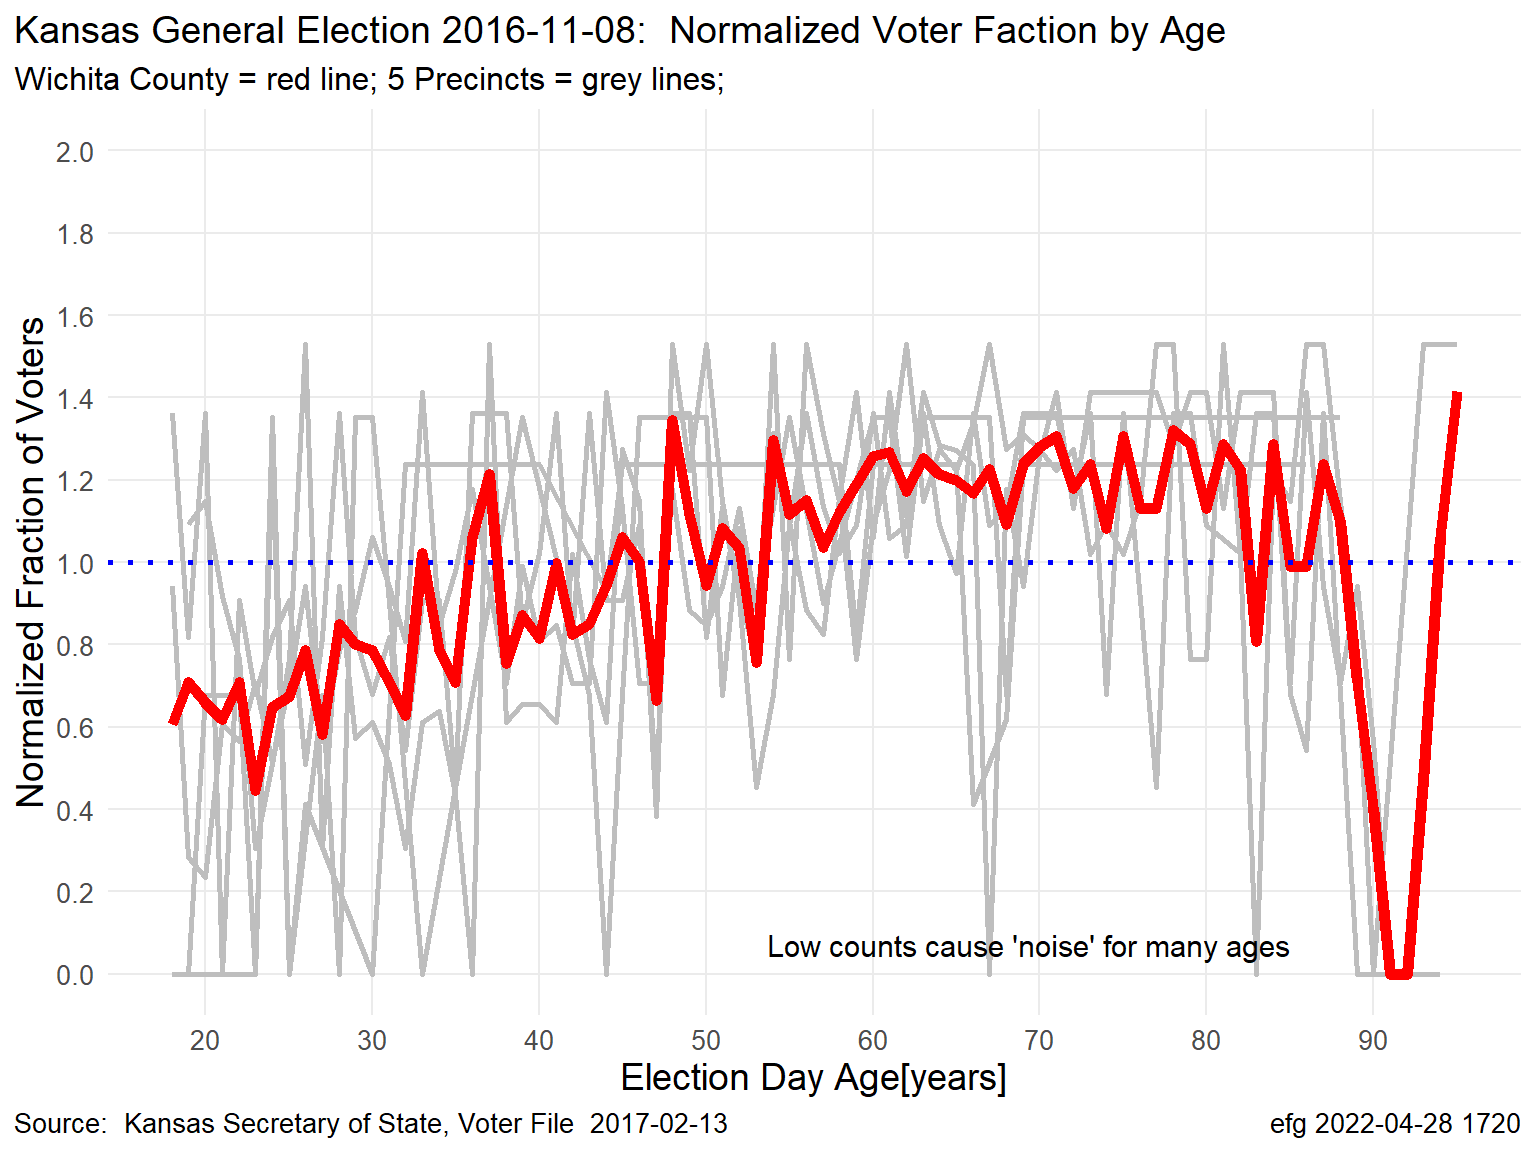 Kansas General Election 2016-11-08:  Normalized Voter Faction by Age
Wichita County = red line; 5 Precincts = grey lines;
Normalized Fraction of Voters
2.0
1.8
1.6
1.4
1.2
1.0
0.8
0.6
0.4
0.2
0.0
Low counts cause 'noise' for many ages
20 30 40 50 60 70 80 90
Election Day Age[years]
Source:  Kansas Secretary of State, Voter File  2017-02-13
efg 2022-04-28 1720